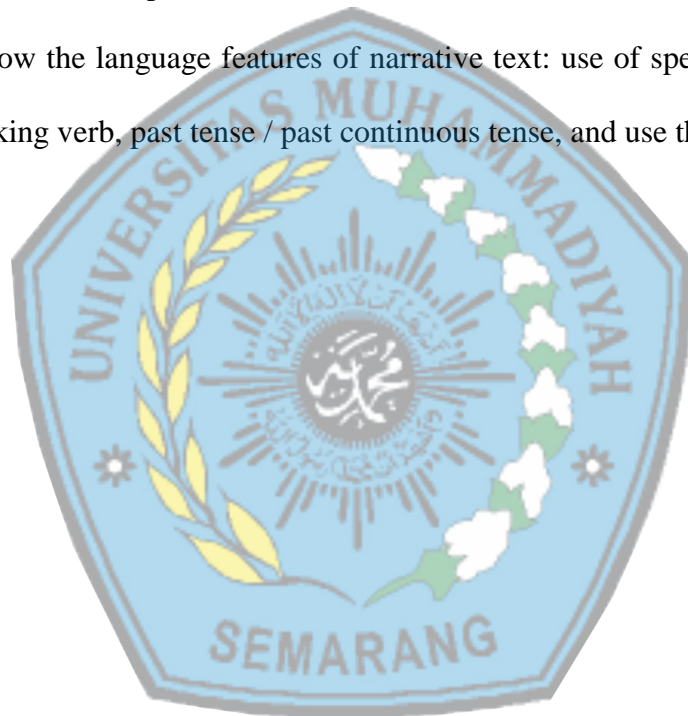 ow the language features of narrative text: use of spe
king verb, past tense / past continuous tense, and use th
UNIVERSITAS MUHAMMADIYAH
SEMARANG